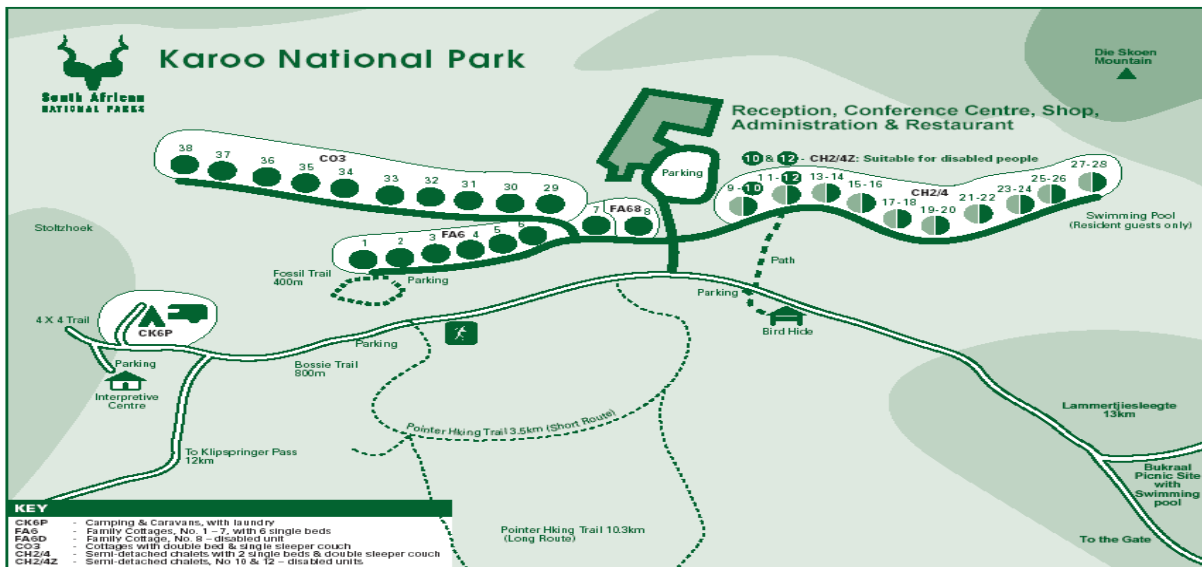 Karoo National Park
South African
NATIONAL PARKS
Die Skoen
Mountain
Reception, Conference Centre, Shop,
Administration & Restaurant
10 & 12 - CH2/4Z: Suitable for disabled people
Parking
38
37
36
35
34
CO3
33
32
31
30
29
9-10
11-12
13-14
15-16
17-18
CH2/4
19-20
21-22
23-24
25-26
27-28
7
FA68
8
1
2
3
FA6
4
5
6
Swimming Pool
(Resident guests only)
Stoltzhoek
Fossil Trail
400m
Parking
Path
Parking
Bird Hide
4 X 4 Trail
CK6P
Parking
Interpretive
Centre
Parking
Bossie Trail
800m
Pointer Hking Trail 3.5km (Short Route)
To Klipspringer Pass
12km
Lammertjiesleegte
13km
Bukraal
Picnic Site
with
Swimming
pool
To the Gate
Pointer Hking Trail 10.3km
(Long Route)
KEY
CK6P - Camping & Caravans, with laundry
FA6 - Family Cottages, No. 1 – 7, with 6 single beds
FA6D - Family Cottage, No. 8 – disabled unit
CO3 - Cottages with double bed & single sleeper couch
CH2/4 - Semi-detached chalets with 2 single beds & double sleeper couch
CH2/4Z - Semi-detached chalets, No 10 & 12 – disabled units